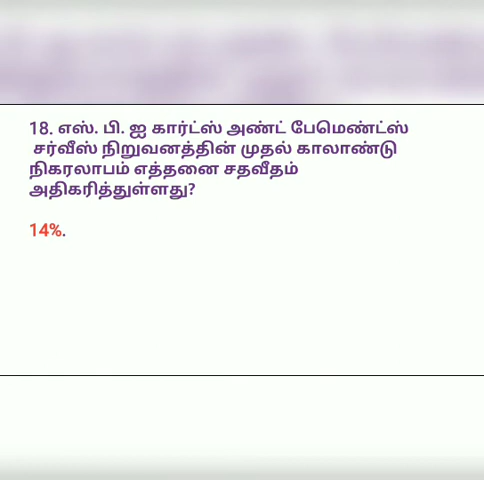 18. எஸ். பி. ஐ கார்ட்ஸ் அண்ட் பேமெண்ட்ஸ்
சர்வீஸ் நிறுவனத்தின் முதல் காலாண்டு
நிகரலாபம் எத்தனை சதவீதம்
அதிகரித்துள்ளது?
14%.